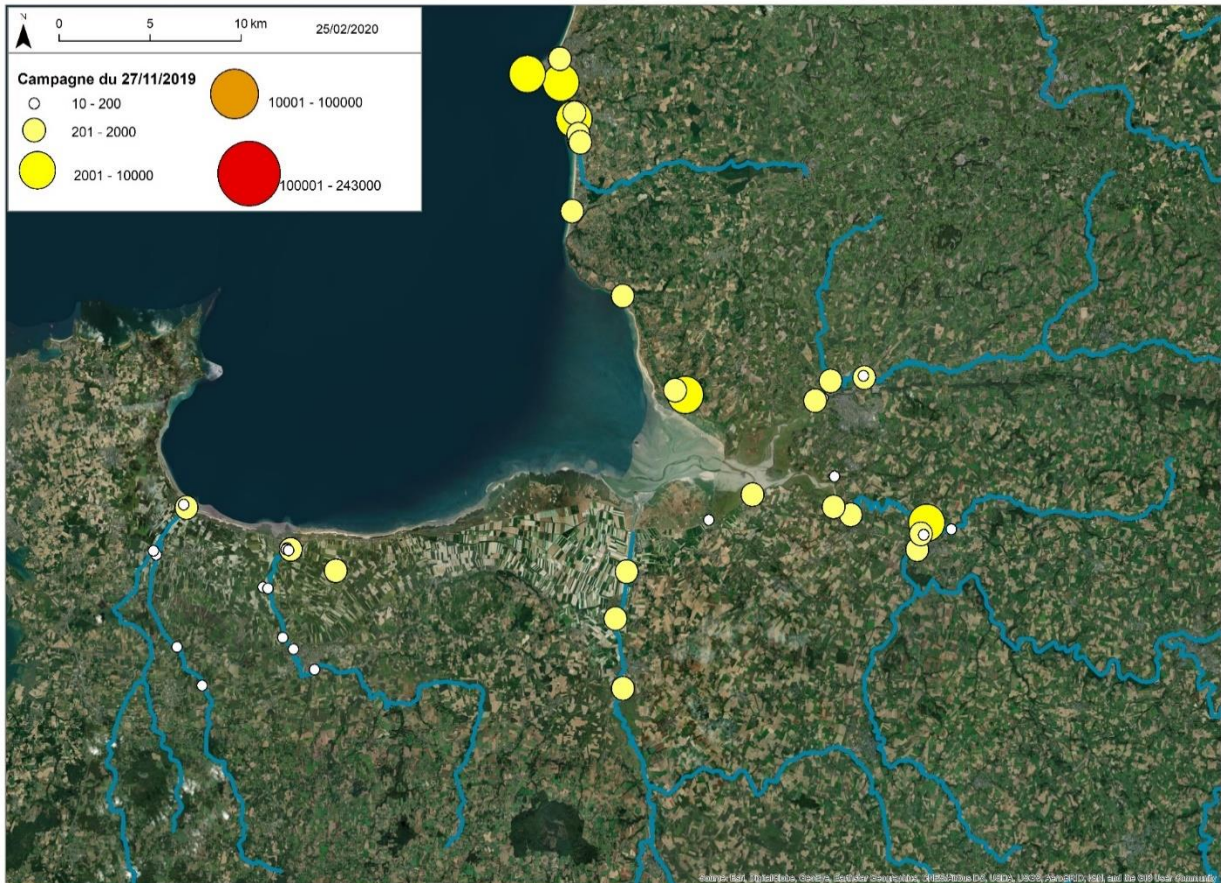 N
0 5 10 km
25/02/2020
Campagne du 27/11/2019
10 - 200
201 - 2000
2001 - 10000
10001 - 100000
100001 - 243000
Source: Esri, DigitalGlobe, GeoEye, Earthstar Geographics, CNES/Airbus DS, USDA, USGS, AeroGRID, IGN, and the GIS User Community